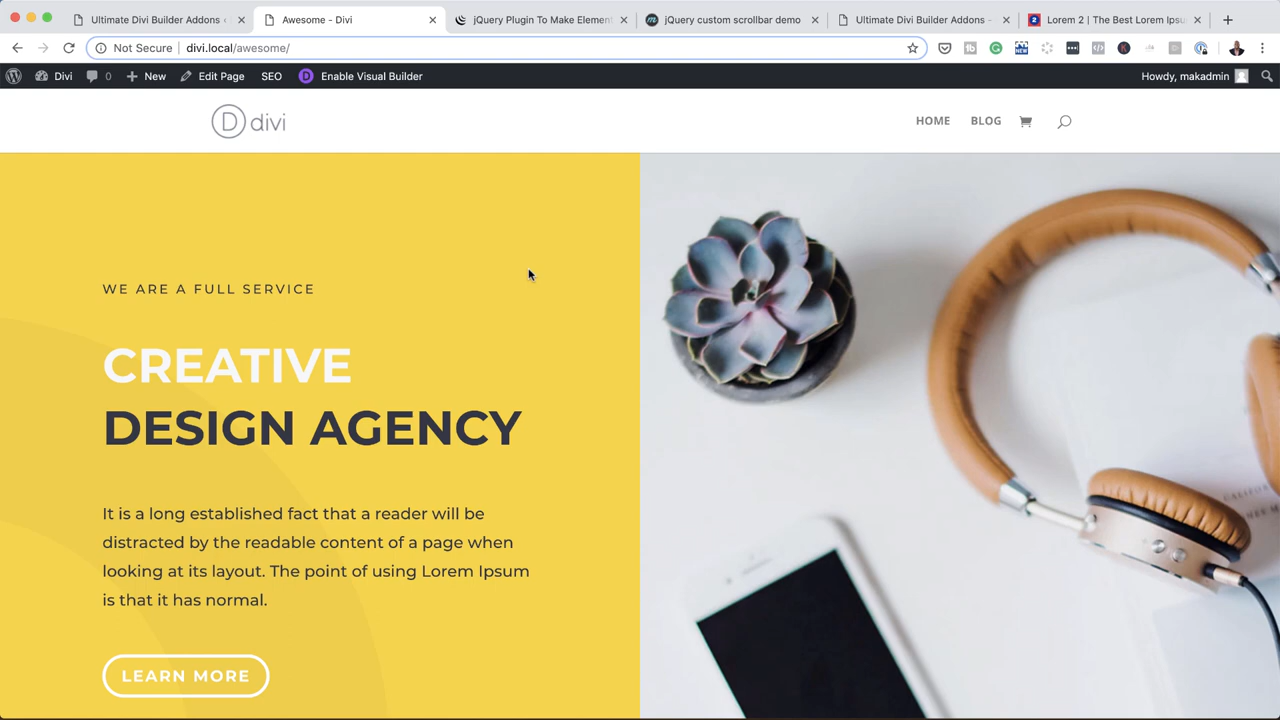 Ultimate Divi Builder Addons
Awesome - Divi
jQuery Plugin To Make Elemen
jQuery custom scrollbar demo
Ultimate Divi Builder Addons -
Lorem 2 | The Best Lorem Ipsu
Not Secure
divi.local/awesome/
Divi
0
New
Edit Page
SEO
D
Enable Visual Builder
Howdy, makadmin
D divi
HOME
BLOG
WE ARE A FULL SERVICE
CREATIVE
DESIGN AGENCY
It is a long established fact that a reader will be
distracted by the readable content of a page when
looking at its layout. The point of using Lorem Ipsum
is that it has normal.
LEARN MORE